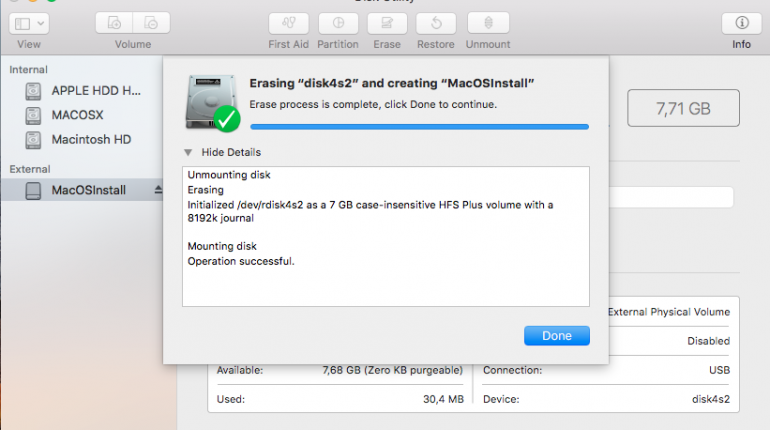 Disk Utility
View
Volume
First Aid
Partition
Erase
Restore
Unmount
Info
Internal
APPLE HDD H...
MACOSX
Macintosh HD
External
MacOSInstall
Erasing “disk4s2” and creating “MacOSInstall”
Erase process is complete, click Done to continue.
Hide Details
Unmounting disk
Erasing
Initialized /dev/rdisk4s2 as a 7 GB case-insensitive HFS Plus volume with a
8192k journal
Mounting disk
Operation successful.
Done
7,71 GB
External Physical Volume
Disabled
Available: 7,68 GB (Zero KB purgeable)
Connection: USB
Used: 30,4 MB
Device: disk4s2